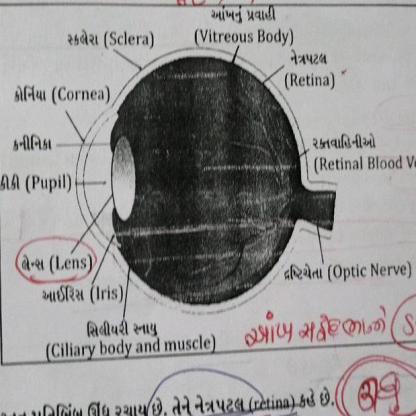 આંખનું પ્રવાહી
(Vitreous Body)
સ્કલેરા (Sclera)
નેત્રપટલ
(Retina)
કોર્નિયા (Cornea)
કનીનિકા
રક્તવાહિનીઓ
(Retinal Blood
કીકી (Pupil)
લેન્સ (Lens)
આઈરિસ (Iris)
દ્રષ્ટિચેતા (Optic Nerve)
સિલીયરી સ્નાયુ
(Ciliary body and muscle)
આંખ
પ્રતિબિંબ ઊંધુ રચાય છે. તેને નેત્રપટલ (retina) કહે છે.